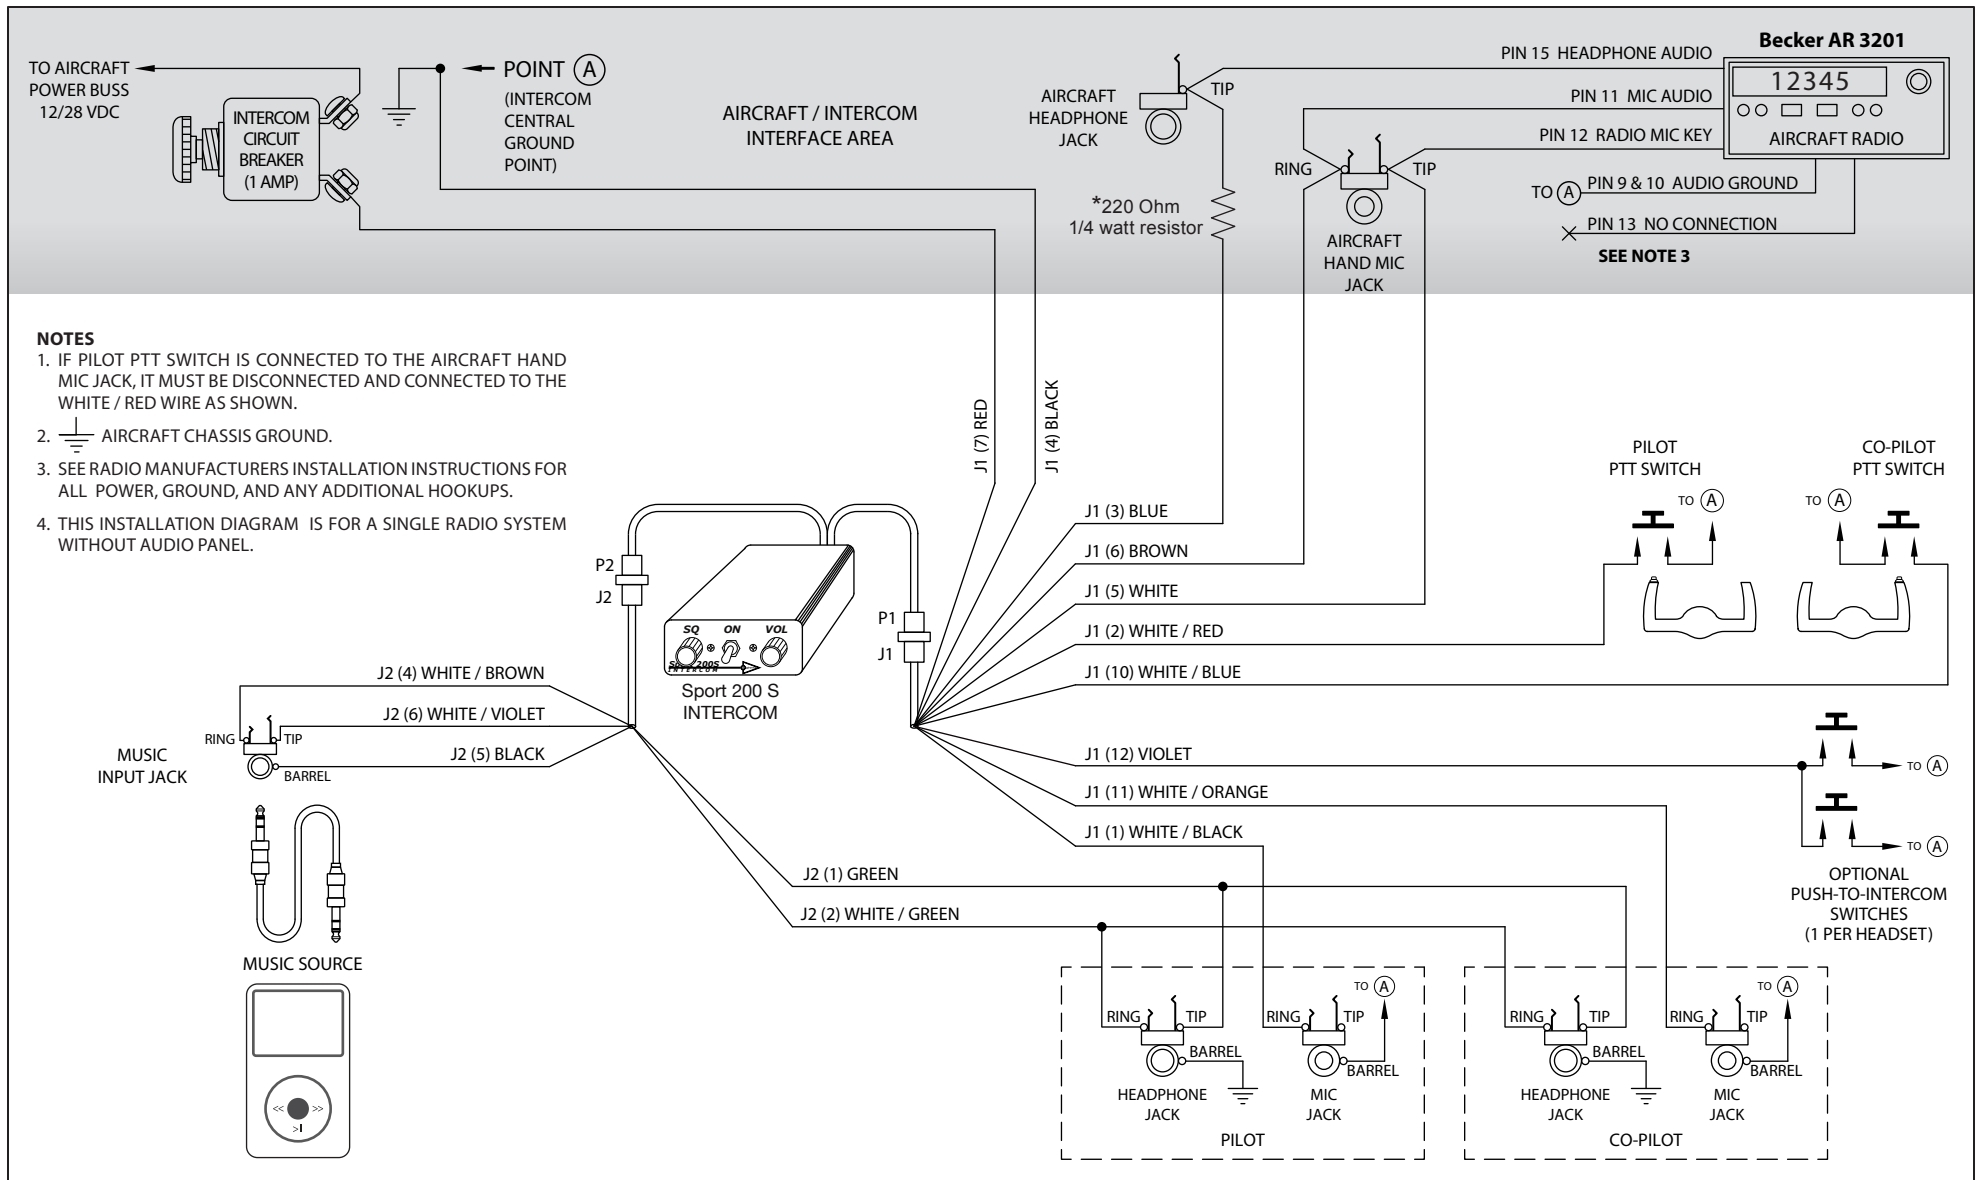 TO AIRCRAFT
POWER BUSS
12/28 VDC
INTERCOM
CIRCUIT
BREAKER
(1 AMP)
POINT A
(INTERCOM
CENTRAL
GROUND
POINT)
AIRCRAFT / INTERCOM
INTERFACE AREA
AIRCRAFT
HEADPHONE
JACK
TIP
*220 Ohm
1/4 watt resistor
RING
TIP
AIRCRAFT
HAND MIC
JACK
Becker AR 3201
PIN 15 HEADPHONE AUDIO
PIN 11 MIC AUDIO
PIN 12 RADIO MIC KEY
12345
AIRCRAFT RADIO
TO A PIN 9 & 10 AUDIO GROUND
PIN 13 NO CONNECTION
SEE NOTE 3
NOTES
1. IF PILOT PTT SWITCH IS CONNECTED TO THE AIRCRAFT HAND
MIC JACK, IT MUST BE DISCONNECTED AND CONNECTED TO THE
WHITE / RED WIRE AS SHOWN.
2. AIRCRAFT CHASSIS GROUND.
3. SEE RADIO MANUFACTURERS INSTALLATION INSTRUCTIONS FOR
ALL POWER, GROUND, AND ANY ADDITIONAL HOOKUPS.
4. THIS INSTALLATION DIAGRAM IS FOR A SINGLE RADIO SYSTEM
WITHOUT AUDIO PANEL.
J1 (7) RED
J1 (4) BLACK
J1 (3) BLUE
J1 (6) BROWN
J1 (5) WHITE
J1 (2) WHITE / RED
J1 (10) WHITE / BLUE
J1 (12) VIOLET
J1 (11) WHITE / ORANGE
J1 (1) WHITE / BLACK
PILOT
PTT SWITCH
TO A
CO-PILOT
PTT SWITCH
TO A
P2
J2
P1
J1
SQ ON VOL
INTERCOM
Sport 200 S
INTERCOM
J2 (4) WHITE / BROWN
J2 (6) WHITE / VIOLET
J2 (5) BLACK
RING
TIP
BARREL
MUSIC
INPUT JACK
MUSIC SOURCE
<< >>
>I
J2 (1) GREEN
J2 (2) WHITE / GREEN
TO A
TO A
OPTIONAL
PUSH-TO-INTERCOM
SWITCHES
(1 PER HEADSET)
RING
TIP
BARREL
HEADPHONE
JACK
TO A
RING
TIP
BARREL
MIC
JACK
PILOT
RING
TIP
BARREL
HEADPHONE
JACK
TO A
RING
TIP
BARREL
MIC
JACK
CO-PILOT